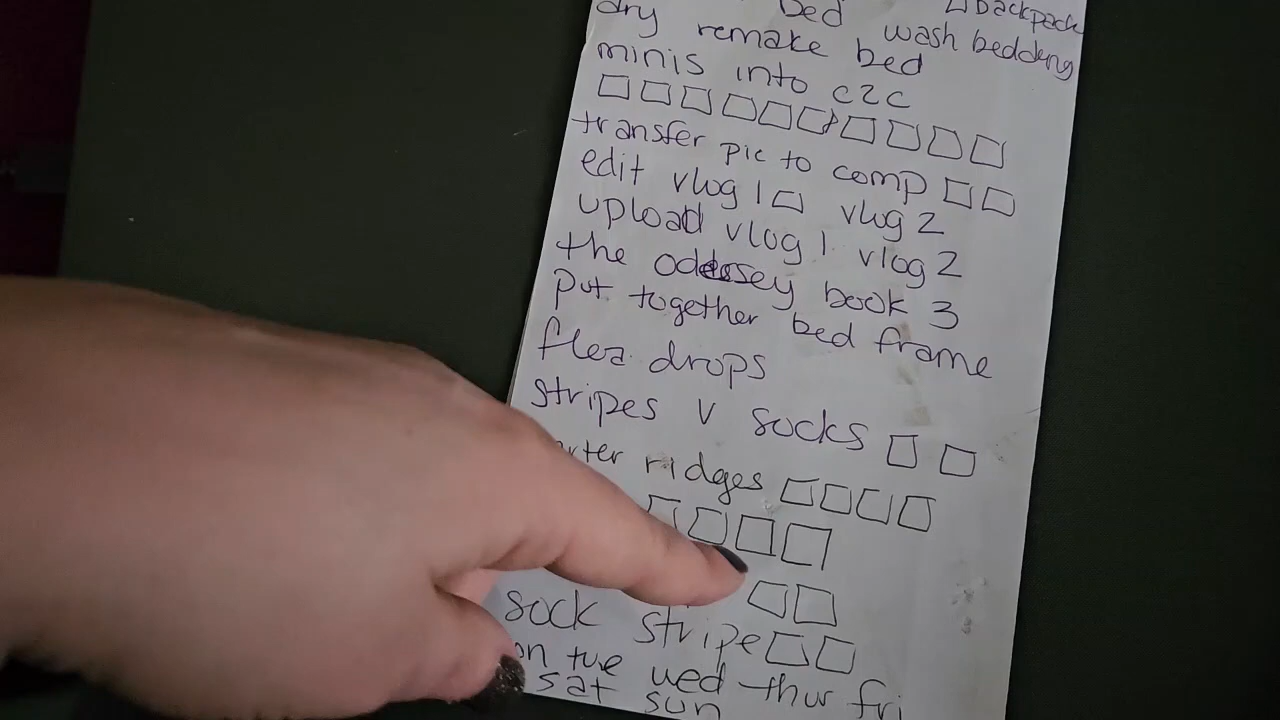 bed □ backpack
dry remake bed wash bedding
minis into c2c
□ □ □ □ □ □ □ □ □ □
transfer pic to comp □ □
edit vlog 1 □ vlog 2
upload vlog 1 vlog 2
the odessey book 3
put together bed frame
flea drops
stripes v socks □ □
rter ridges □ □ □ □
□ □ □ □
□ □
sock stripe □ □
on tue wed thur fri
sat sun